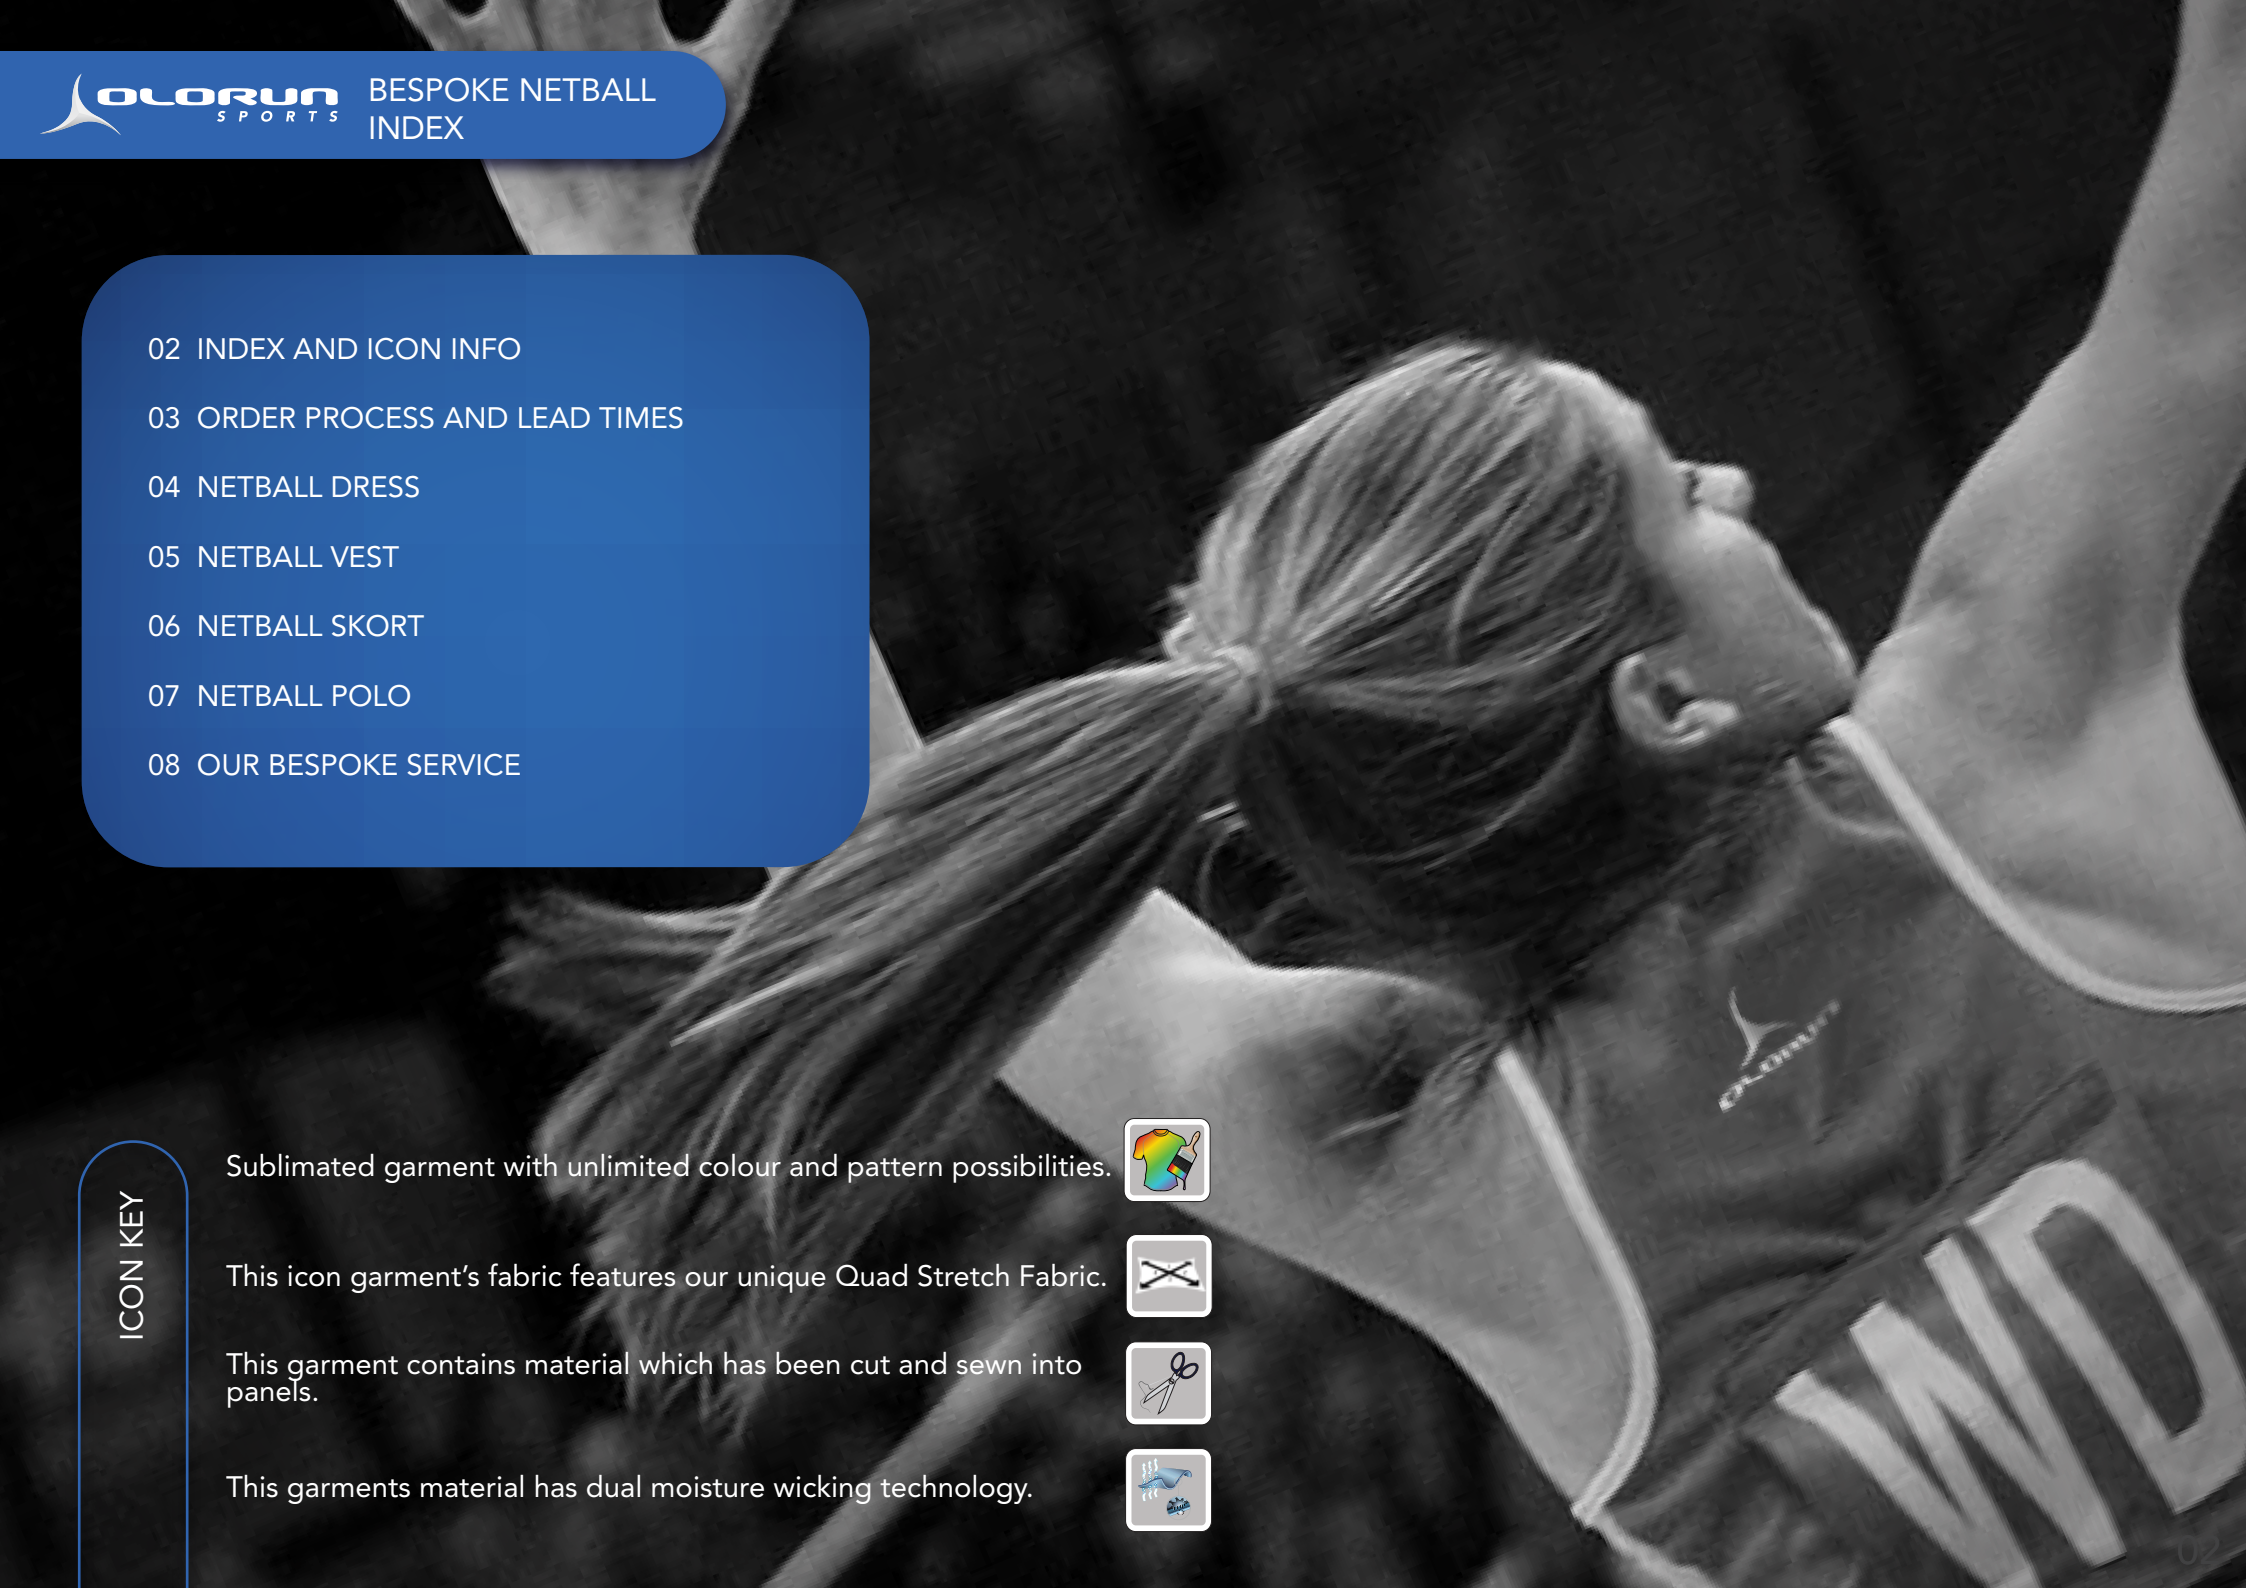 OLORUN
SPORTS
BESPOKE NETBALL
INDEX
02 INDEX AND ICON INFO
03 ORDER PROCESS AND LEAD TIMES
04 NETBALL DRESS
05 NETBALL VEST
06 NETBALL SKORT
07 NETBALL POLO
08 OUR BESPOKE SERVICE
OLORUN
WD
ICON KEY
Sublimated garment with unlimited colour and pattern possibilities.
This icon garment’s fabric features our unique Quad Stretch Fabric.
This garment contains material which has been cut and sewn into
panels.
This garments material has dual moisture wicking technology.
02